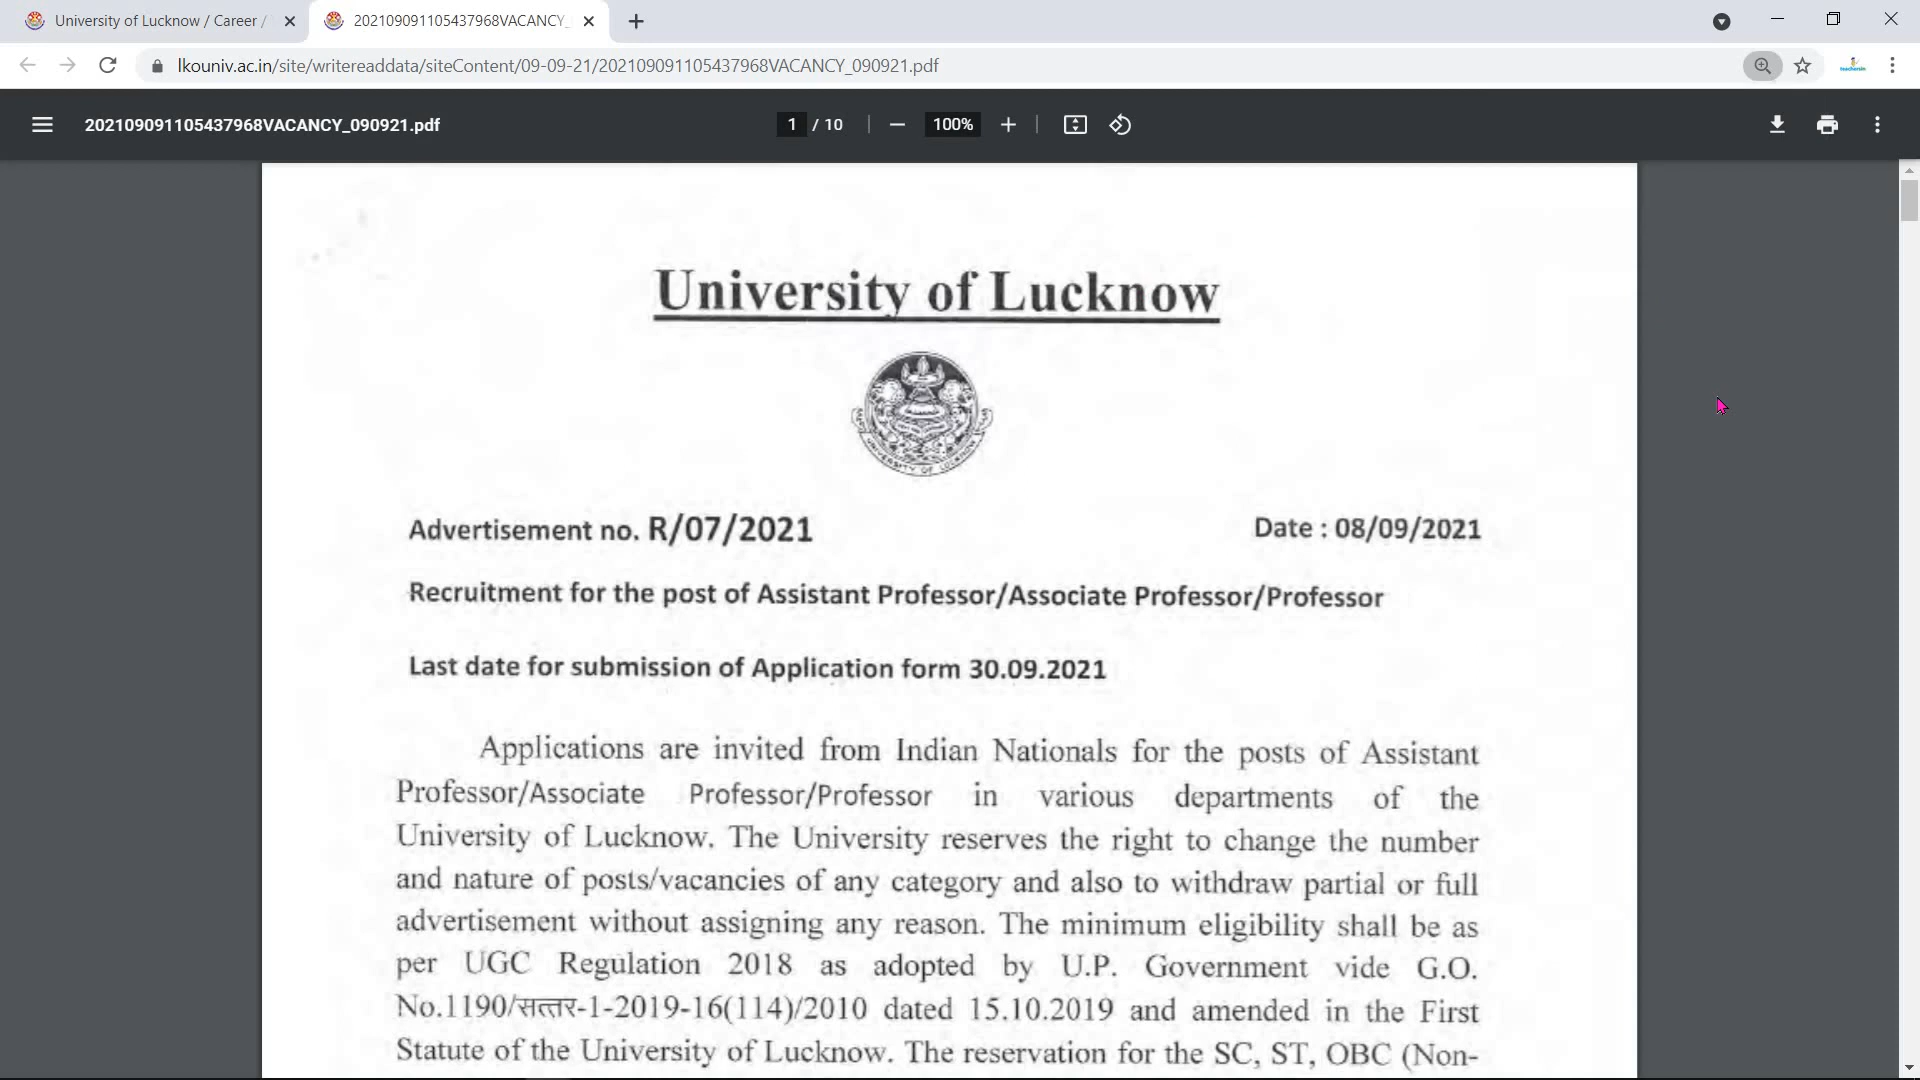 University of Lucknow / Career /
202109091105437968VACANCY_
lkouniv.ac.in/site/writereaddata/siteContent/09-09-21/202109091105437968VACANCY_090921.pdf
202109091105437968VACANCY_090921.pdf
1 / 10
100%
University of Lucknow
UNIVERSITY OF LUCKNOW
Advertisement no. R/07/2021
Date : 08/09/2021
Recruitment for the post of Assistant Professor/Associate Professor/Professor
Last date for submission of Application form 30.09.2021
Applications are invited from Indian Nationals for the posts of Assistant
Professor/Associate Professor/Professor in various departments of the
University of Lucknow. The University reserves the right to change the number
and nature of posts/vacancies of any category and also to withdraw partial or full
advertisement without assigning any reason. The minimum eligibility shall be as
per UGC Regulation 2018 as adopted by U.P. Government vide G.O.
No.1190/सत्तर-1-2019-16(114)/2010 dated 15.10.2019 and amended in the First
Statute of the University of Lucknow. The reservation for the SC, ST, OBC (Non-